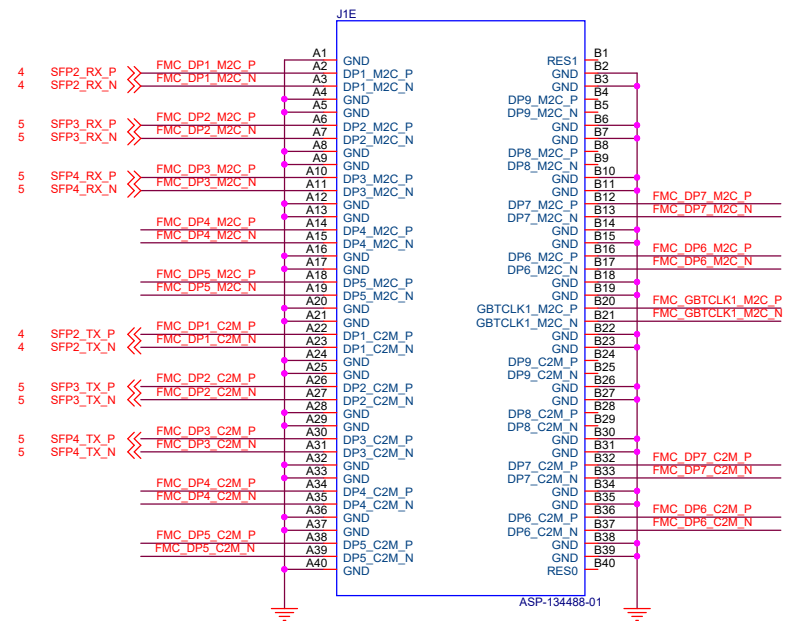 J1E
A1 GND RES1 B1
4 SFP2_RX_P FMC_DP1_M2C_P A2 DP1_M2C_P GND B2
4 SFP2_RX_N FMC_DP1_M2C_N A3 DP1_M2C_N GND B3
A4 GND DP9_M2C_P B4
A5 GND DP9_M2C_N B5
5 SFP3_RX_P FMC_DP2_M2C_P A6 DP2_M2C_P GND B6
5 SFP3_RX_N FMC_DP2_M2C_N A7 DP2_M2C_N GND B7
A8 GND DP8_M2C_P B8
A9 GND DP8_M2C_N B9
5 SFP4_RX_P FMC_DP3_M2C_P A10 DP3_M2C_P GND B10
5 SFP4_RX_N FMC_DP3_M2C_N A11 DP3_M2C_N GND B11
A12 GND DP7_M2C_P B12 FMC_DP7_M2C_P
A13 GND DP7_M2C_N B13 FMC_DP7_M2C_N
FMC_DP4_M2C_P A14 DP4_M2C_P GND B14
FMC_DP4_M2C_N A15 DP4_M2C_N GND B15
A16 GND DP6_M2C_P B16 FMC_DP6_M2C_P
A17 GND DP6_M2C_N B17 FMC_DP6_M2C_N
FMC_DP5_M2C_P A18 DP5_M2C_P GND B18
FMC_DP5_M2C_N A19 DP5_M2C_N GND B19
A20 GND GBTCLK1_M2C_P B20 FMC_GBTCLK1_M2C_P
A21 GND GBTCLK1_M2C_N B21 FMC_GBTCLK1_M2C_N
4 SFP2_TX_P FMC_DP1_C2M_P A22 DP1_C2M_P GND B22
4 SFP2_TX_N FMC_DP1_C2M_N A23 DP1_C2M_N GND B23
A24 GND DP9_C2M_P B24
A25 GND DP9_C2M_N B25
5 SFP3_TX_P FMC_DP2_C2M_P A26 DP2_C2M_P GND B26
5 SFP3_TX_N FMC_DP2_C2M_N A27 DP2_C2M_N GND B27
A28 GND DP8_C2M_P B28
A29 GND DP8_C2M_N B29
5 SFP4_TX_P FMC_DP3_C2M_P A30 DP3_C2M_P GND B30
5 SFP4_TX_N FMC_DP3_C2M_N A31 DP3_C2M_N GND B31
A32 GND DP7_C2M_P B32 FMC_DP7_C2M_P
A33 GND DP7_C2M_N B33 FMC_DP7_C2M_N
FMC_DP4_C2M_P A34 DP4_C2M_P GND B34
FMC_DP4_C2M_N A35 DP4_C2M_N GND B35
A36 GND DP6_C2M_P B36 FMC_DP6_C2M_P
A37 GND DP6_C2M_N B37 FMC_DP6_C2M_N
FMC_DP5_C2M_P A38 DP5_C2M_P GND B38
FMC_DP5_C2M_N A39 DP5_C2M_N GND B39
A40 GND RES0 B40
ASP-134488-01